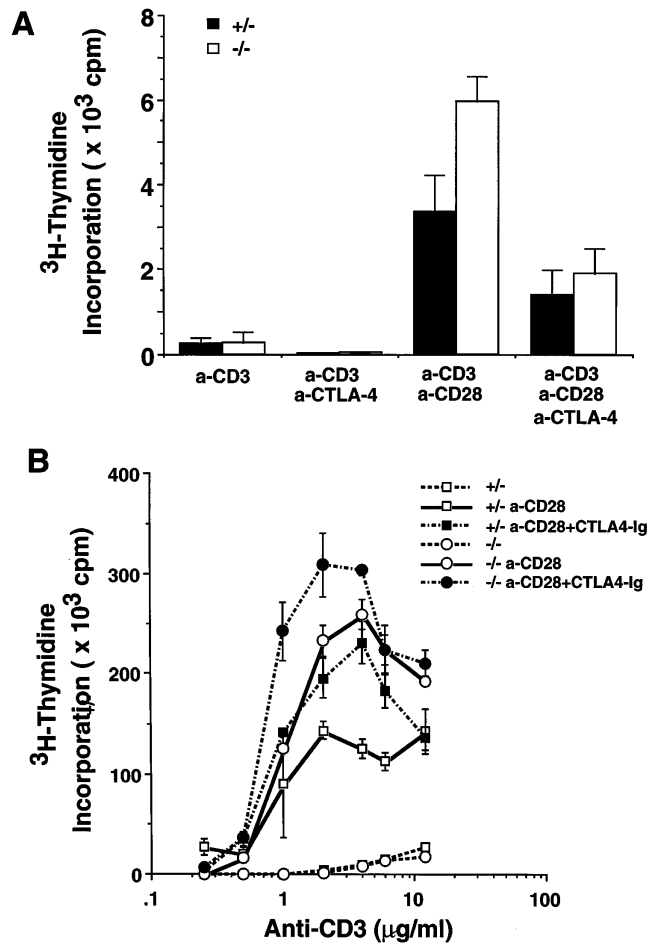 A
+/-
-/-
8
6
4
2
0
³H-Thymidine
Incorporation ( x 10³ cpm)
a-CD3
a-CD3
a-CTLA-4
a-CD3
a-CD28
a-CD3
a-CD28
a-CTLA-4
B
400
300
200
100
0
³H-Thymidine
Incorporation ( x 10³ cpm)
+/-
+/- a-CD28
+/- a-CD28+CTLA4-Ig
-/-
-/- a-CD28
-/- a-CD28+CTLA4-Ig
.1
1
10
100
Anti-CD3 (µg/ml)